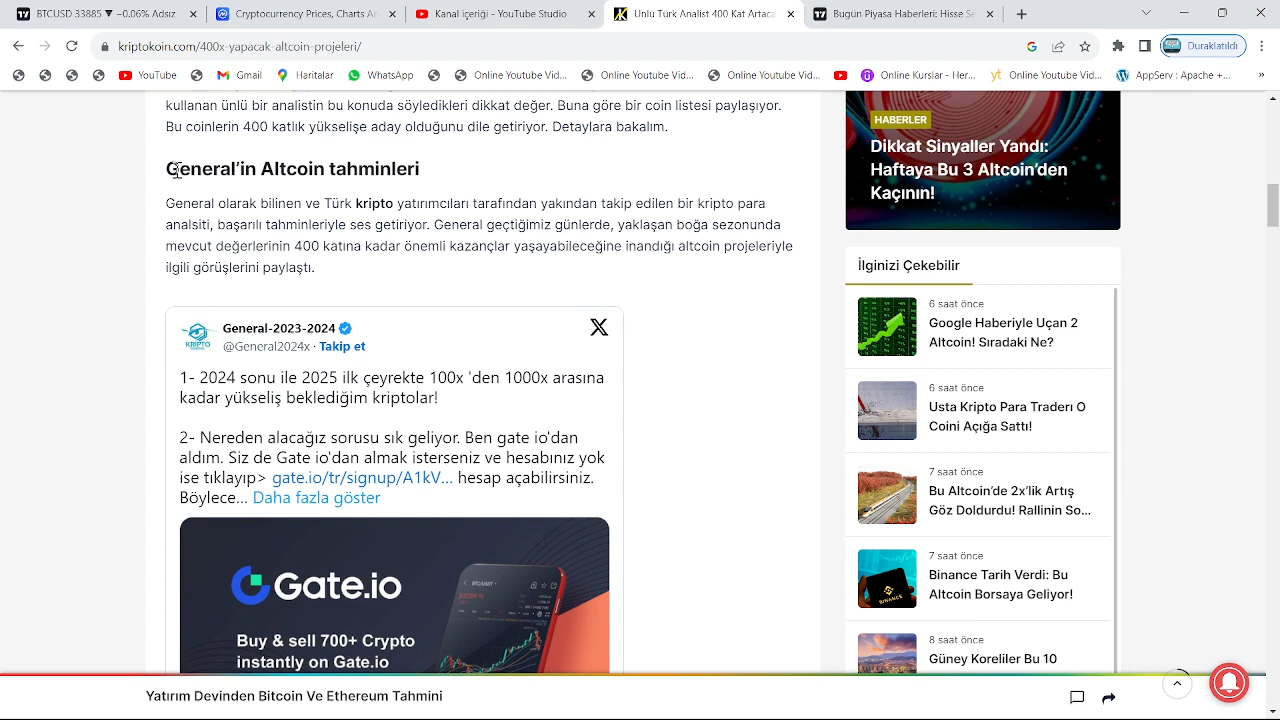 BTCUSD 33885 ▼ −0.06% Adsız
Cryptocurrency Prices, Charts A
Kanal içeriği - YouTube Studio
Ünlü Türk Analist 400 Kat Artaca
Bugün Piyasa Haberleri: Hisse Se
kriptokoin.com/400x-yapacak-altcoin-projeleri/
Duraklatıldı
YouTube
Gmail
Haritalar
WhatsApp
Online Youtube Vid...
Online Youtube Vid...
Online Youtube Vid...
Online Kurslar - Her...
Online Youtube Vid...
AppServ : Apache +...
»
kullanan ünlü bir analistin bu konuda söyledikleri dikkat değer. Buna göre bir coin listesi paylaşıyor.
400 katlık yükselişe aday olduğunu dile getiriyor. Detaylara bakalım.
General’in Altcoin tahminleri
General olarak bilinen ve Türk kripto yatırımcıları tarafından yakından takip edilen bir kripto para
analsiti, başarılı tahminleriyle ses getiriyor. General geçtiğimiz günlerde, yaklaşan boğa sezonunda
mevcut değerlerinin 400 katına kadar önemli kazançlar yaşayabileceğine inandığı altcoin projeleriyle
ilgili görüşlerini paylaştı.
General 2023-2024
@General2024x · Takip et
1- 2024 sonu ile 2025 ilk çeyrekte 100x 'den 1000x arasına
kadar yükseliş beklediğim kriptolar!
2- Nereden alacağız sorusu sık geliyor. Ben gate io'dan
aldım. Siz de Gate io'dan almak isterseniz ve hesabınız yok
ise tıklayıp> gate.io/tr/signup/A1kV… hesap açabilirsiniz.
Böylece… Daha fazla göster
Gate.io
Buy & sell 700+ Crypto
instantly on Gate.io
HABERLER
Dikkat Sinyaller Yandı:
Haftaya Bu 3 Altcoin’den
Kaçının!
İlginizi Çekebilir
6 saat önce
Google Haberiyle Uçan 2
Altcoin! Sıradaki Ne?
6 saat önce
Usta Kripto Para Traderı O
Coini Açığa Sattı!
7 saat önce
Bu Altcoin’de 2x’lik Artış
Göz Doldurdu! Rallinin So...
7 saat önce
Binance Tarih Verdi: Bu
Altcoin Borsaya Geliyor!
BINANCE
8 saat önce
Güney Koreliler Bu 10
Yatırım Devinden Bitcoin Ve Ethereum Tahmini